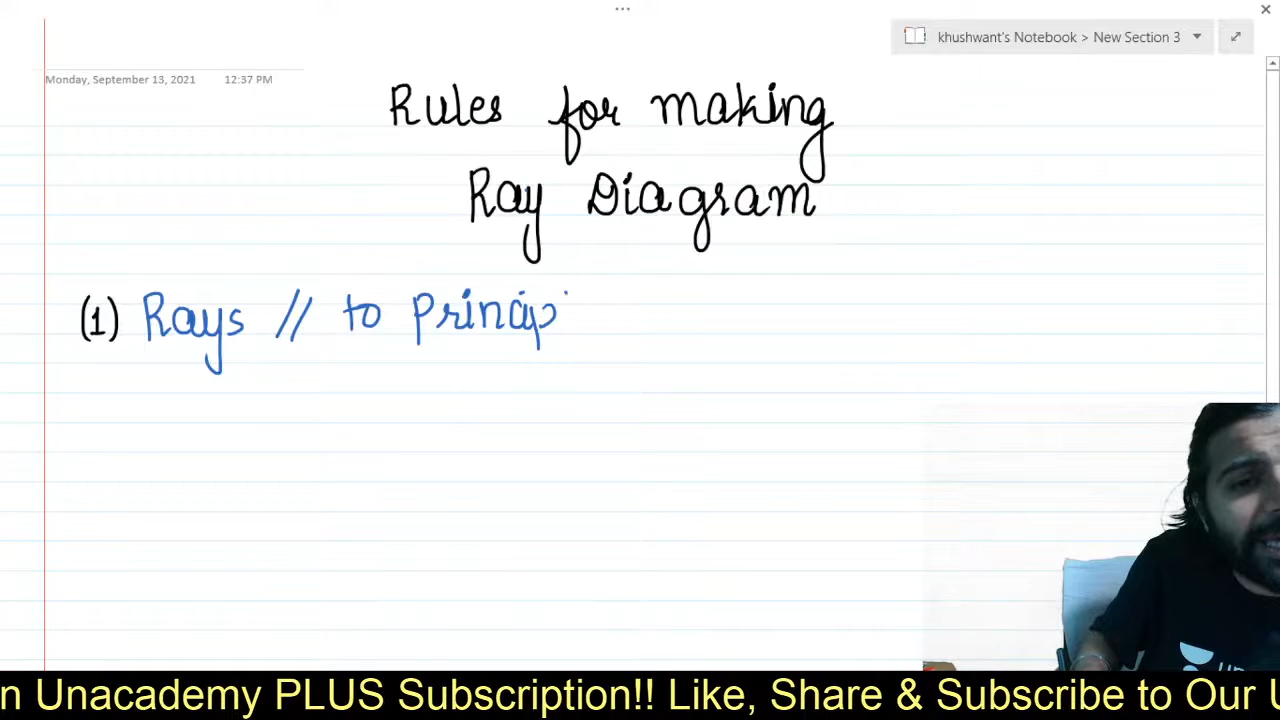 khushwant's Notebook > New Section 3
Monday, September 13, 2021 12:37 PM
Rules for making
Ray Diagram
(1) Rays // to Princip
n Unacademy PLUS Subscription!! Like, Share & Subscribe to Our U